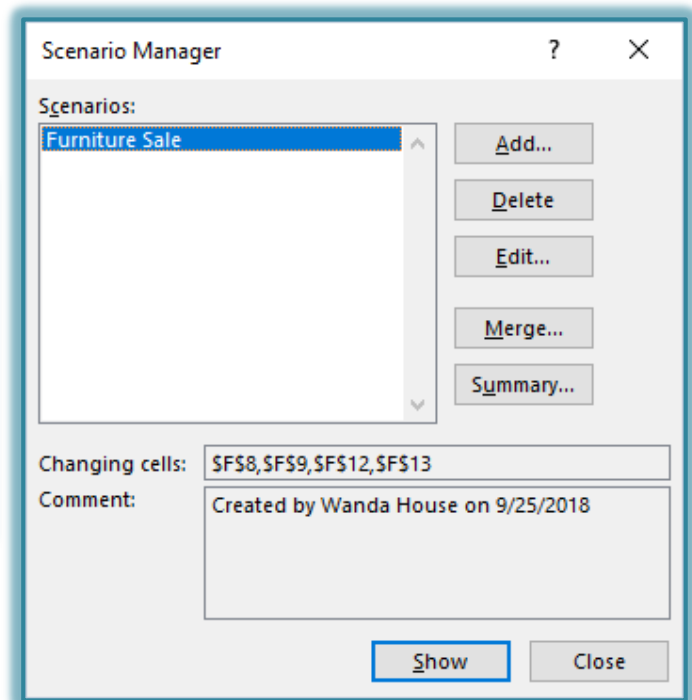 Scenario Manager ? ×
Scenarios:
Furniture Sale
Add...
Delete
Edit...
Merge...
Summary...
Changing cells: $F$8,$F$9,$F$12,$F$13
Comment: Created by Wanda House on 9/25/2018
Show Close